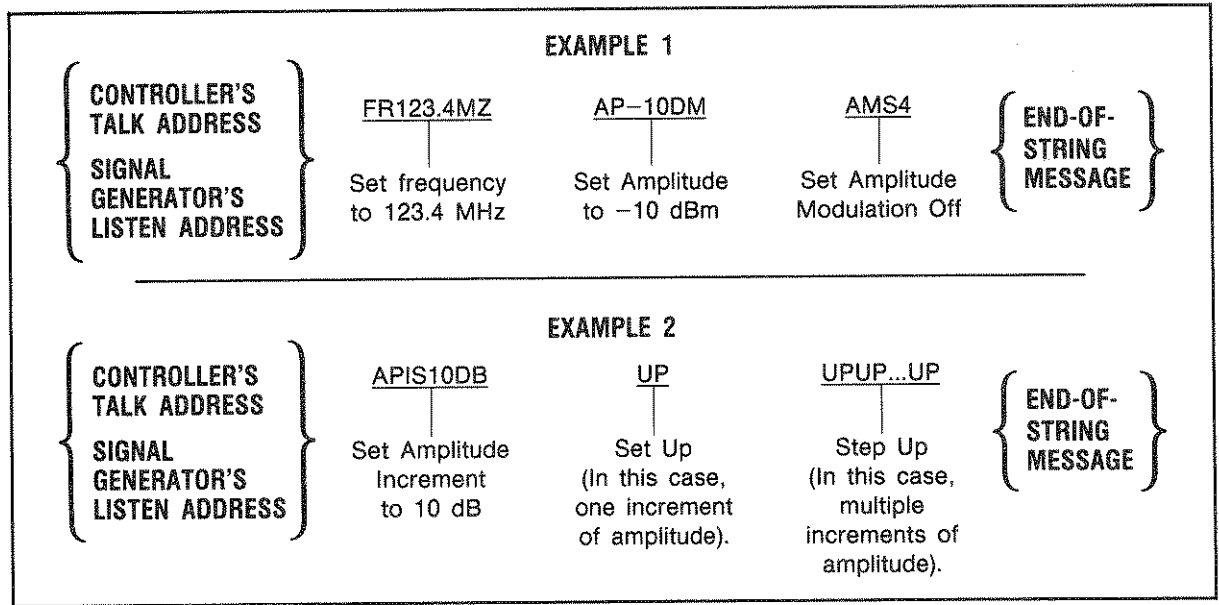 EXAMPLE 1
CONTROLLER'S
TALK ADDRESS
SIGNAL
GENERATOR'S
LISTEN ADDRESS
FR123.4MZ
Set frequency
to 123.4 MHz
AP−10DM
Set Amplitude
to −10 dBm
AMS4
Set Amplitude
Modulation Off
END-OF-
STRING
MESSAGE
EXAMPLE 2
CONTROLLER'S
TALK ADDRESS
SIGNAL
GENERATOR'S
LISTEN ADDRESS
APIS10DB
Set Amplitude
Increment
to 10 dB
UP
Set Up
(In this case,
one increment
of amplitude).
UPUP...UP
Step Up
(In this case,
multiple
increments of
amplitude).
END-OF-
STRING
MESSAGE